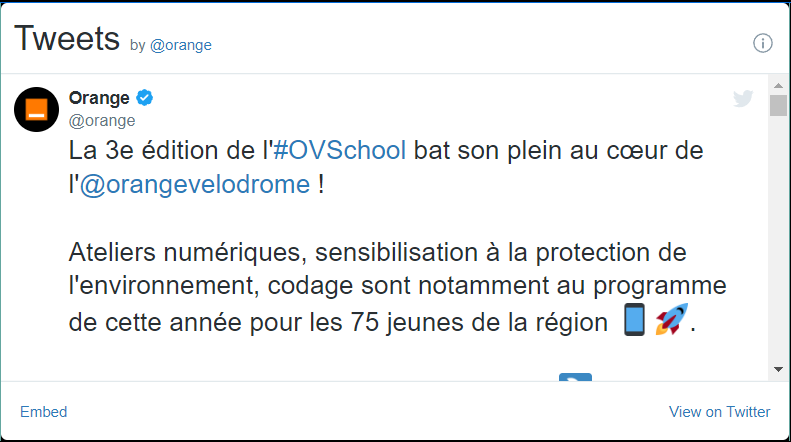 Tweets by @orange
Orange
@orange
La 3e édition de l'#OVSchool bat son plein au cœur de
l'@orangevelodrome !
Ateliers numériques, sensibilisation à la protection de
l'environnement, codage sont notamment au programme
de cette année pour les 75 jeunes de la région 📱🚀.
Embed
View on Twitter